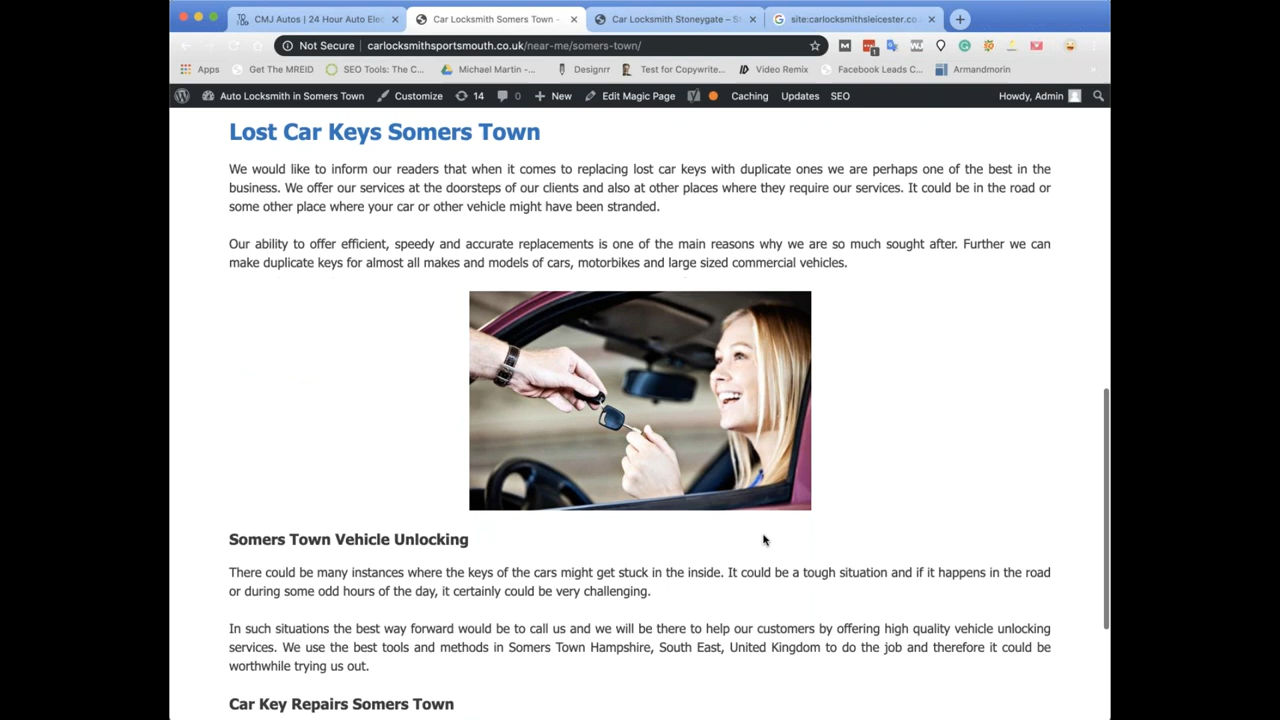 CMJ Autos | 24 Hour Auto Elec
Car Locksmith Somers Town -
Car Locksmith Stoneygate – S
site:carlocksmithsleicester.co
Not Secure | carlocksmithsportsmouth.co.uk/near-me/somers-town/
Apps Get The MREID SEO Tools: The C... Michael Martin -... Designrr Test for Copywrite... Video Remix Facebook Leads C... Armandmorin
Auto Locksmith in Somers Town Customize 14 0 New Edit Magic Page Caching Updates SEO Howdy, Admin
Lost Car Keys Somers Town
We would like to inform our readers that when it comes to replacing lost car keys with duplicate ones we are perhaps one of the best in the
business. We offer our services at the doorsteps of our clients and also at other places where they require our services. It could be in the road or
some other place where your car or other vehicle might have been stranded.
Our ability to offer efficient, speedy and accurate replacements is one of the main reasons why we are so much sought after. Further we can
make duplicate keys for almost all makes and models of cars, motorbikes and large sized commercial vehicles.
Somers Town Vehicle Unlocking
There could be many instances where the keys of the cars might get stuck in the inside. It could be a tough situation and if it happens in the road
or during some odd hours of the day, it certainly could be very challenging.
In such situations the best way forward would be to call us and we will be there to help our customers by offering high quality vehicle unlocking
services. We use the best tools and methods in Somers Town Hampshire, South East, United Kingdom to do the job and therefore it could be
worthwhile trying us out.
Car Key Repairs Somers Town